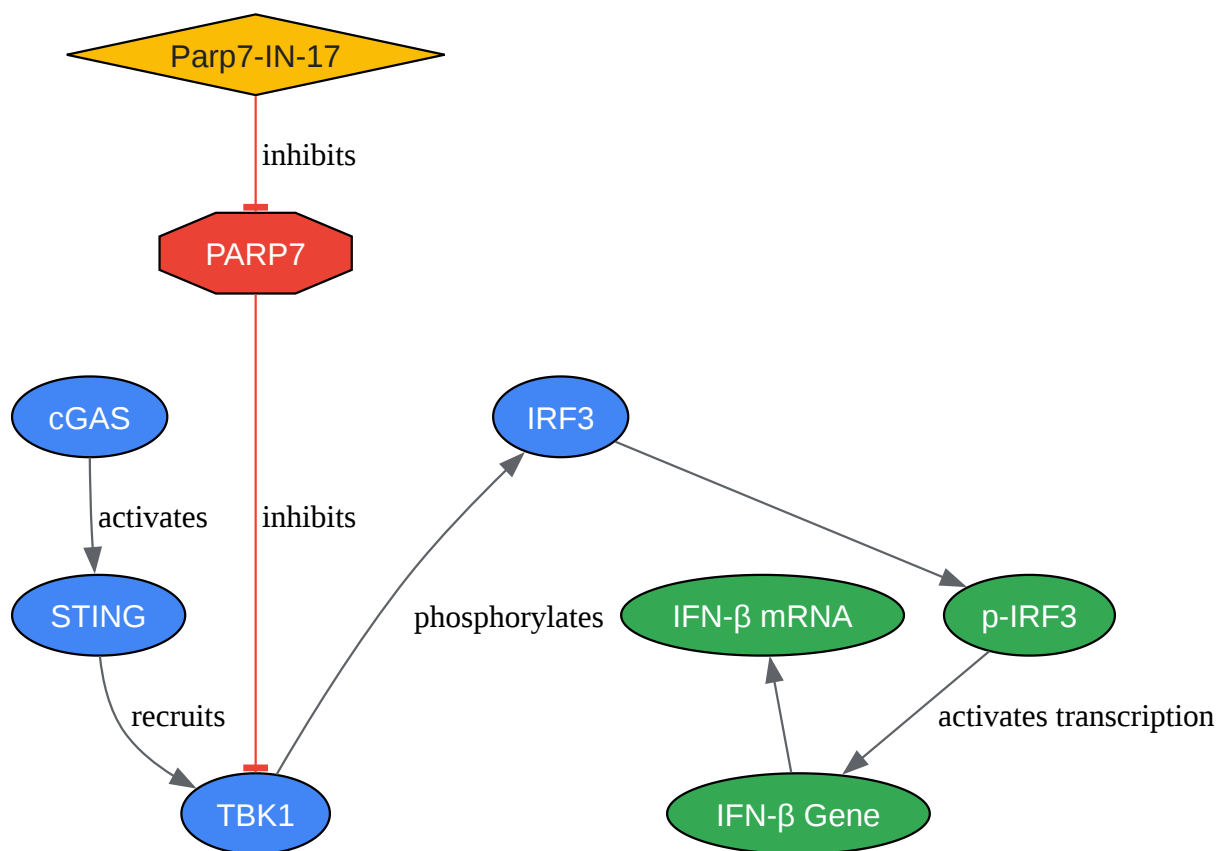 Parp7-IN-17
inhibits
PARP7
cGAS
IRF3
activates
inhibits
STING
phosphorylates
IFN-β mRNA
p-IRF3
recruits
activates transcription
TBK1
IFN-β Gene